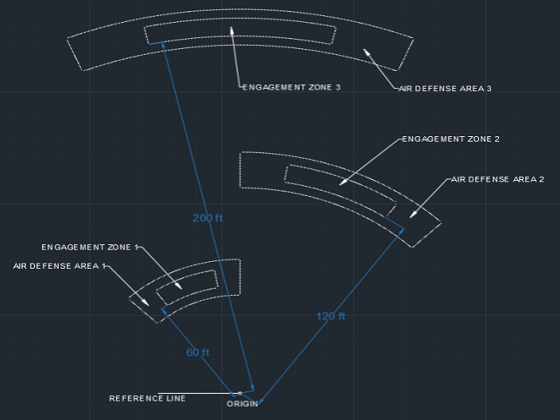 ENGAGEMENT ZONE 3
AIR DEFENSE AREA 3
ENGAGEMENT ZONE 2
AIR DEFENSE AREA 2
200 ft
ENGAGEMENT ZONE 1
AIR DEFENSE AREA 1
120 ft
60 ft
REFERENCE LINE
ORIGIN